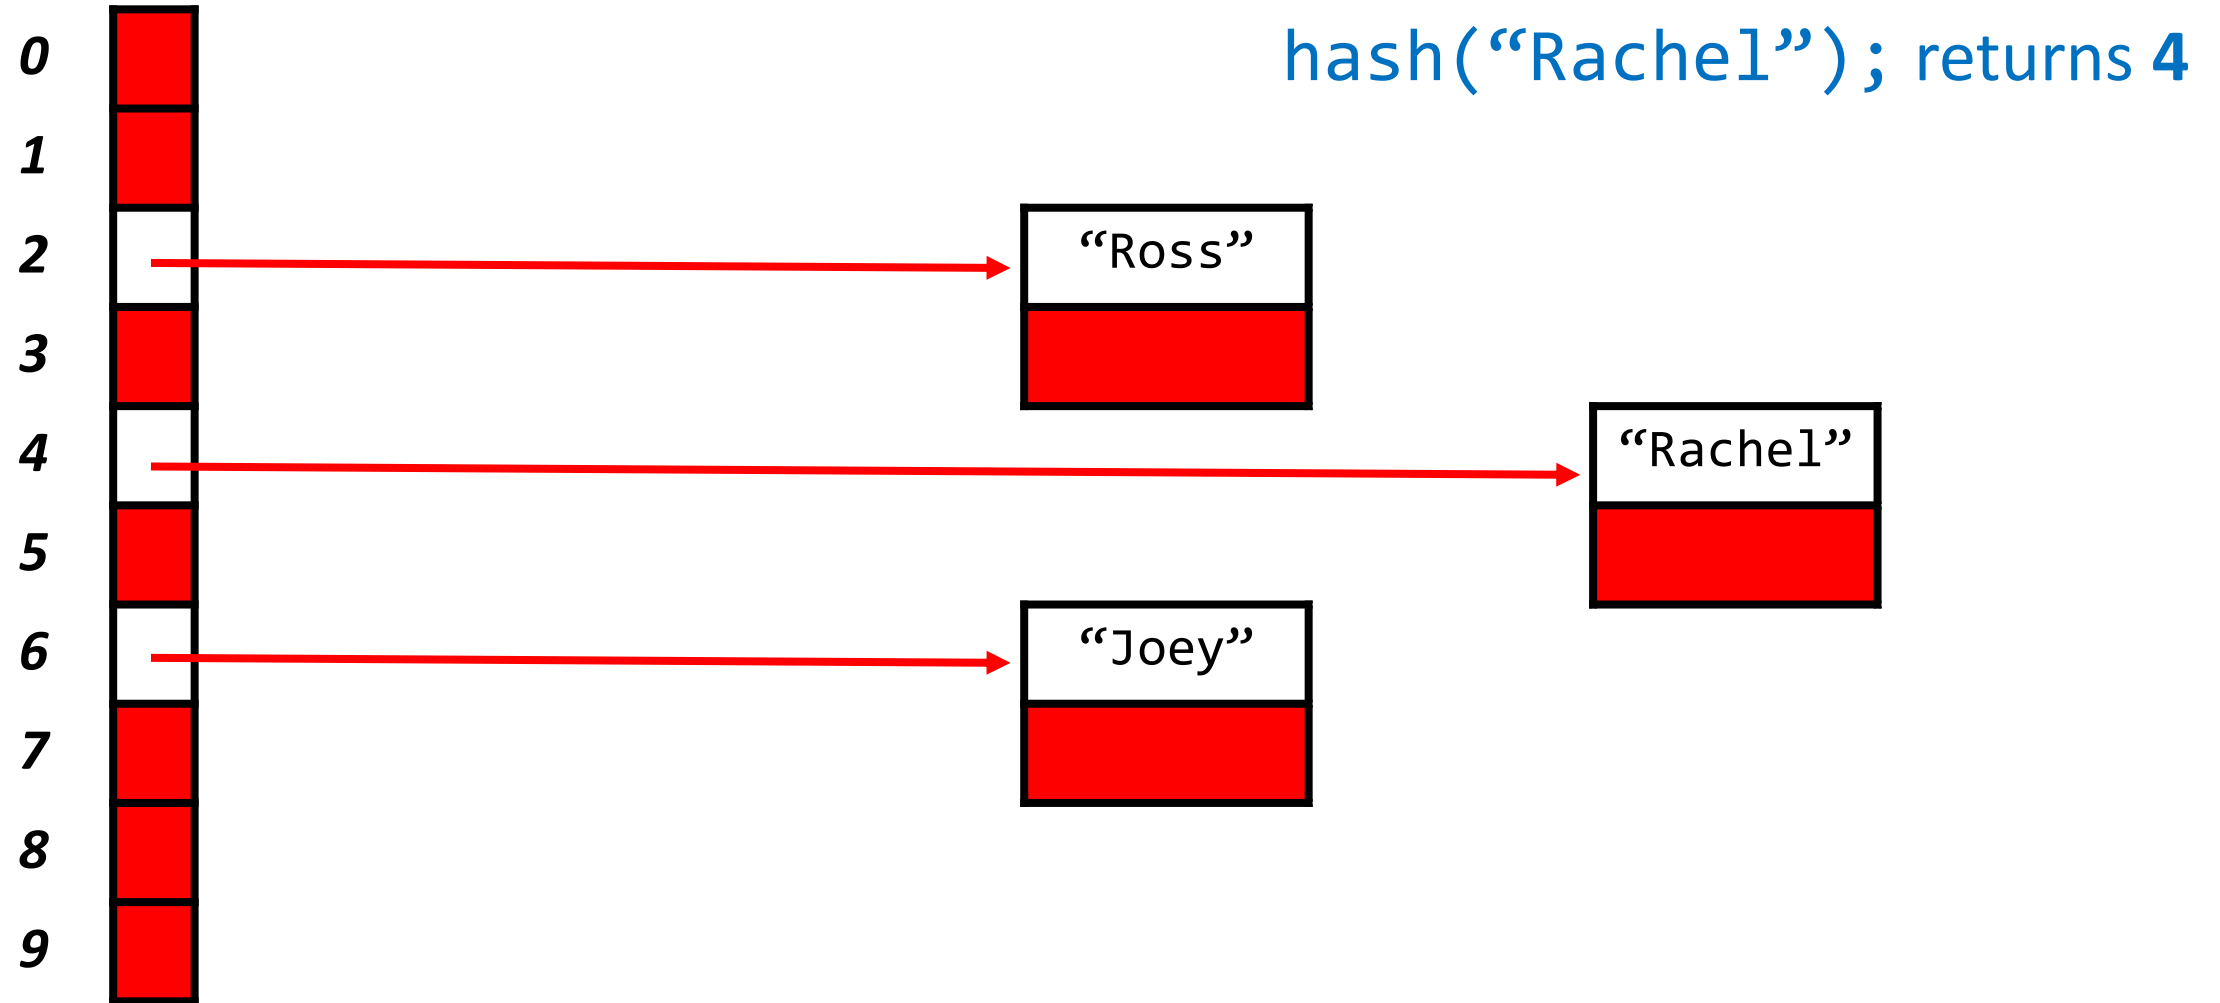 0
hash(“Rachel”); returns 4
1
2
“Ross”
3
4
“Rachel”
5
6
“Joey”
7
8
9